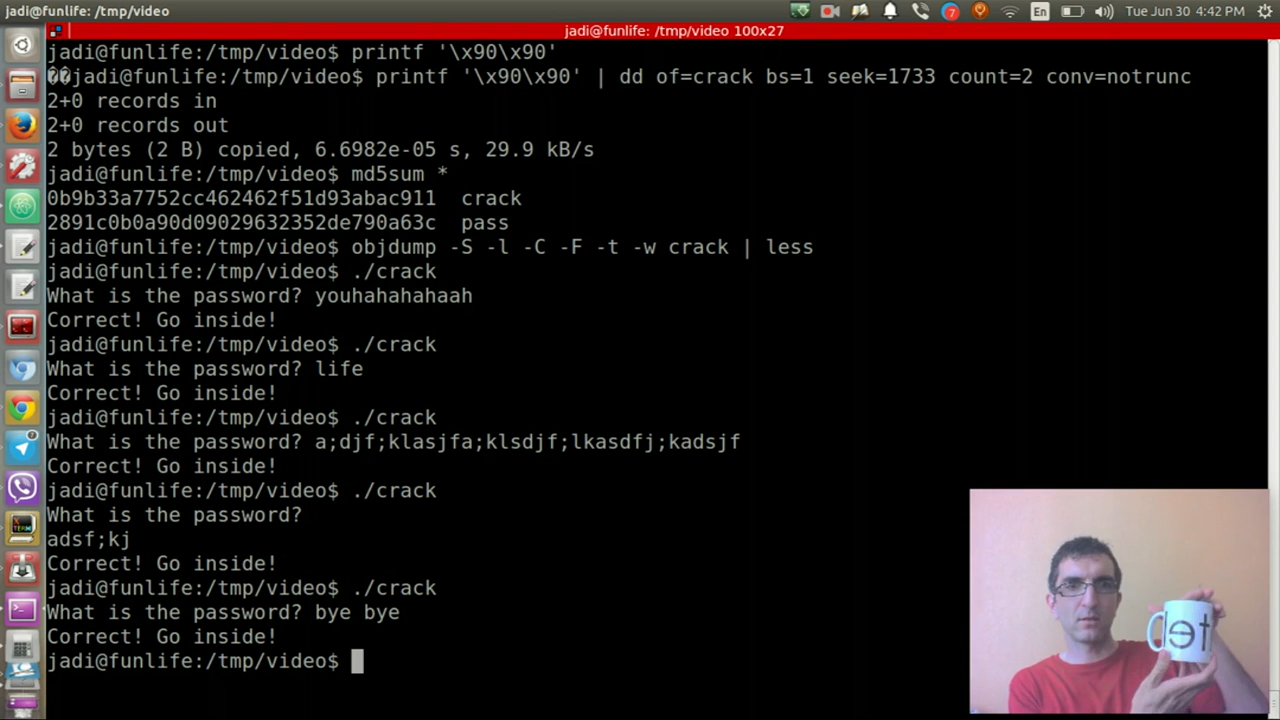 jadi@funlife: /tmp/video
7
En
Tue Jun 30 4:42 PM
jadi@funlife: /tmp/video 100x27
jadi@funlife:/tmp/video$ printf '\x90\x90'
��jadi@funlife:/tmp/video$ printf '\x90\x90' | dd of=crack bs=1 seek=1733 count=2 conv=notrunc
2+0 records in
2+0 records out
2 bytes (2 B) copied, 6.6982e-05 s, 29.9 kB/s
jadi@funlife:/tmp/video$ md5sum *
0b9b33a7752cc462462f51d93abac911  crack
2891c0b0a90d09029632352de790a63c  pass
jadi@funlife:/tmp/video$ objdump -S -l -C -F -t -w crack | less
jadi@funlife:/tmp/video$ ./crack
What is the password? youhahahahaah
Correct! Go inside!
jadi@funlife:/tmp/video$ ./crack
What is the password? life
Correct! Go inside!
jadi@funlife:/tmp/video$ ./crack
What is the password? a;djf;klasjfa;klsdjf;lkasdfj;kadsjf
Correct! Go inside!
jadi@funlife:/tmp/video$ ./crack
What is the password?
adsf;kj
Correct! Go inside!
jadi@funlife:/tmp/video$ ./crack
What is the password? bye bye
Correct! Go inside!
jadi@funlife:/tmp/video$